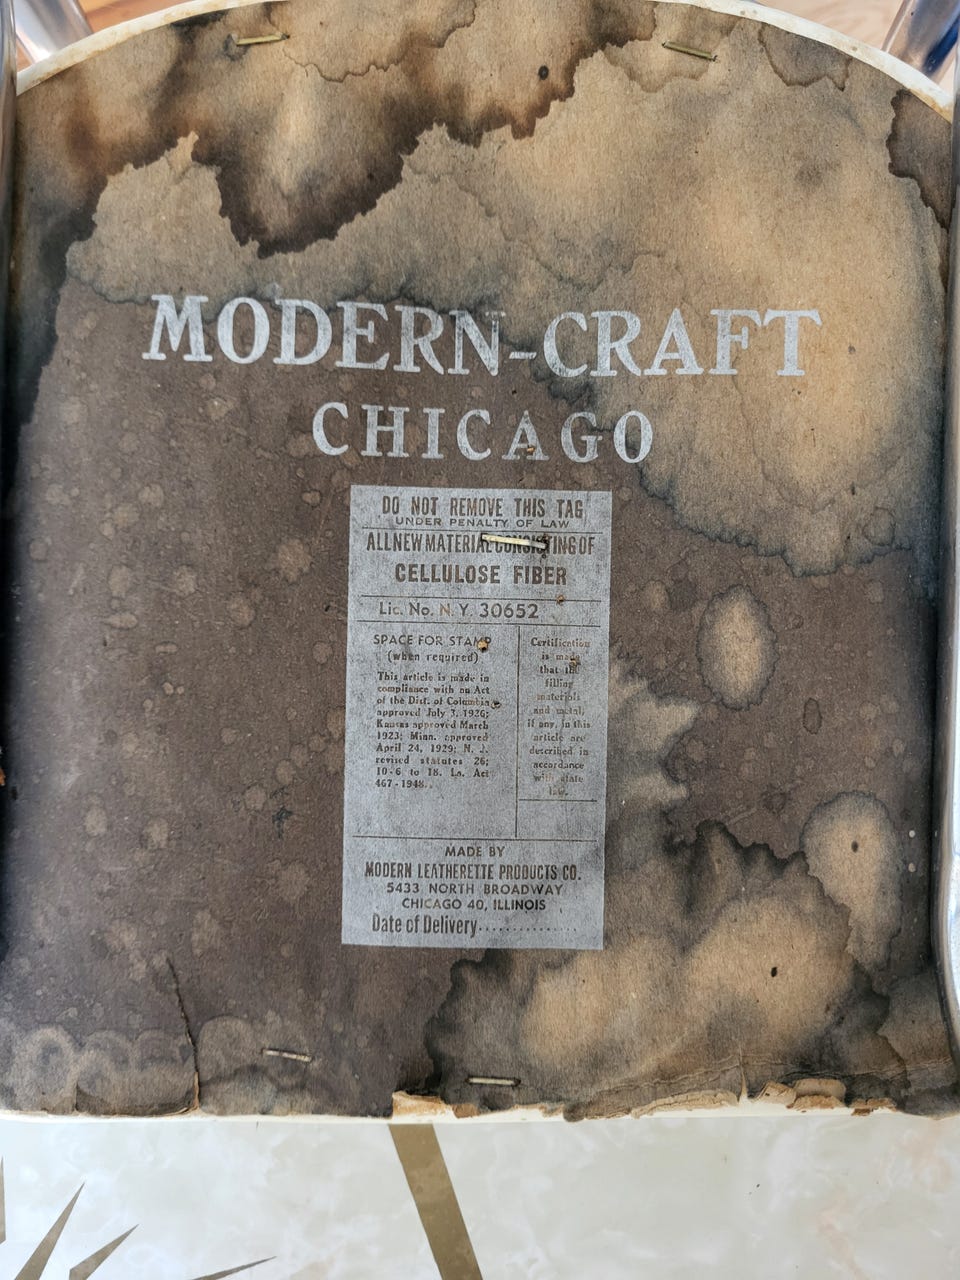 MODERN-CRAFT
CHICAGO
DO NOT REMOVE THIS TAG
UNDER PENALTY OF LAW
ALL NEW MATERIAL CONSISTING OF
CELLULOSE FIBER
Lic. No. N.Y. 30652
SPACE FOR STAMP
(when required)
This article is made in
compliance with an Act
of the Dist. of Columbia
approved July 3, 1926;
Kansas approved March
1923; Minn. approved
April 24, 1929; N. J.
revised statutes 26;
10-6 to 18. La. Act
467-1948.
Certification
is made
that the
filling
materials
and metal,
if any, in this
article are
described in
accordance
with state
law.
MADE BY
MODERN LEATHERETTE PRODUCTS CO.
5433 NORTH BROADWAY
CHICAGO 40, ILLINOIS
Date of Delivery................